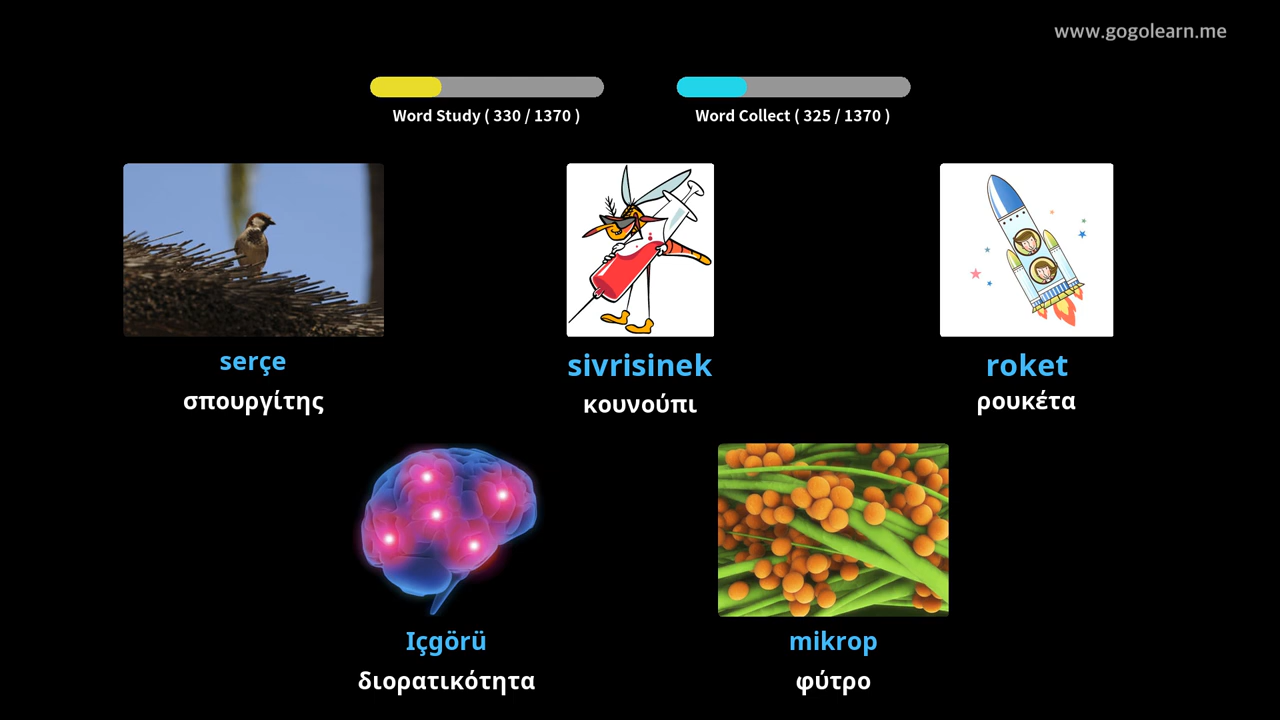 www.gogolearn.me
Word Study ( 330 / 1370 )
Word Collect ( 325 / 1370 )
serçe
σπουργίτης
sivrisinek
κουνούπι
roket
ρουκέτα
Içgörü
διορατικότητα
mikrop
φύτρο